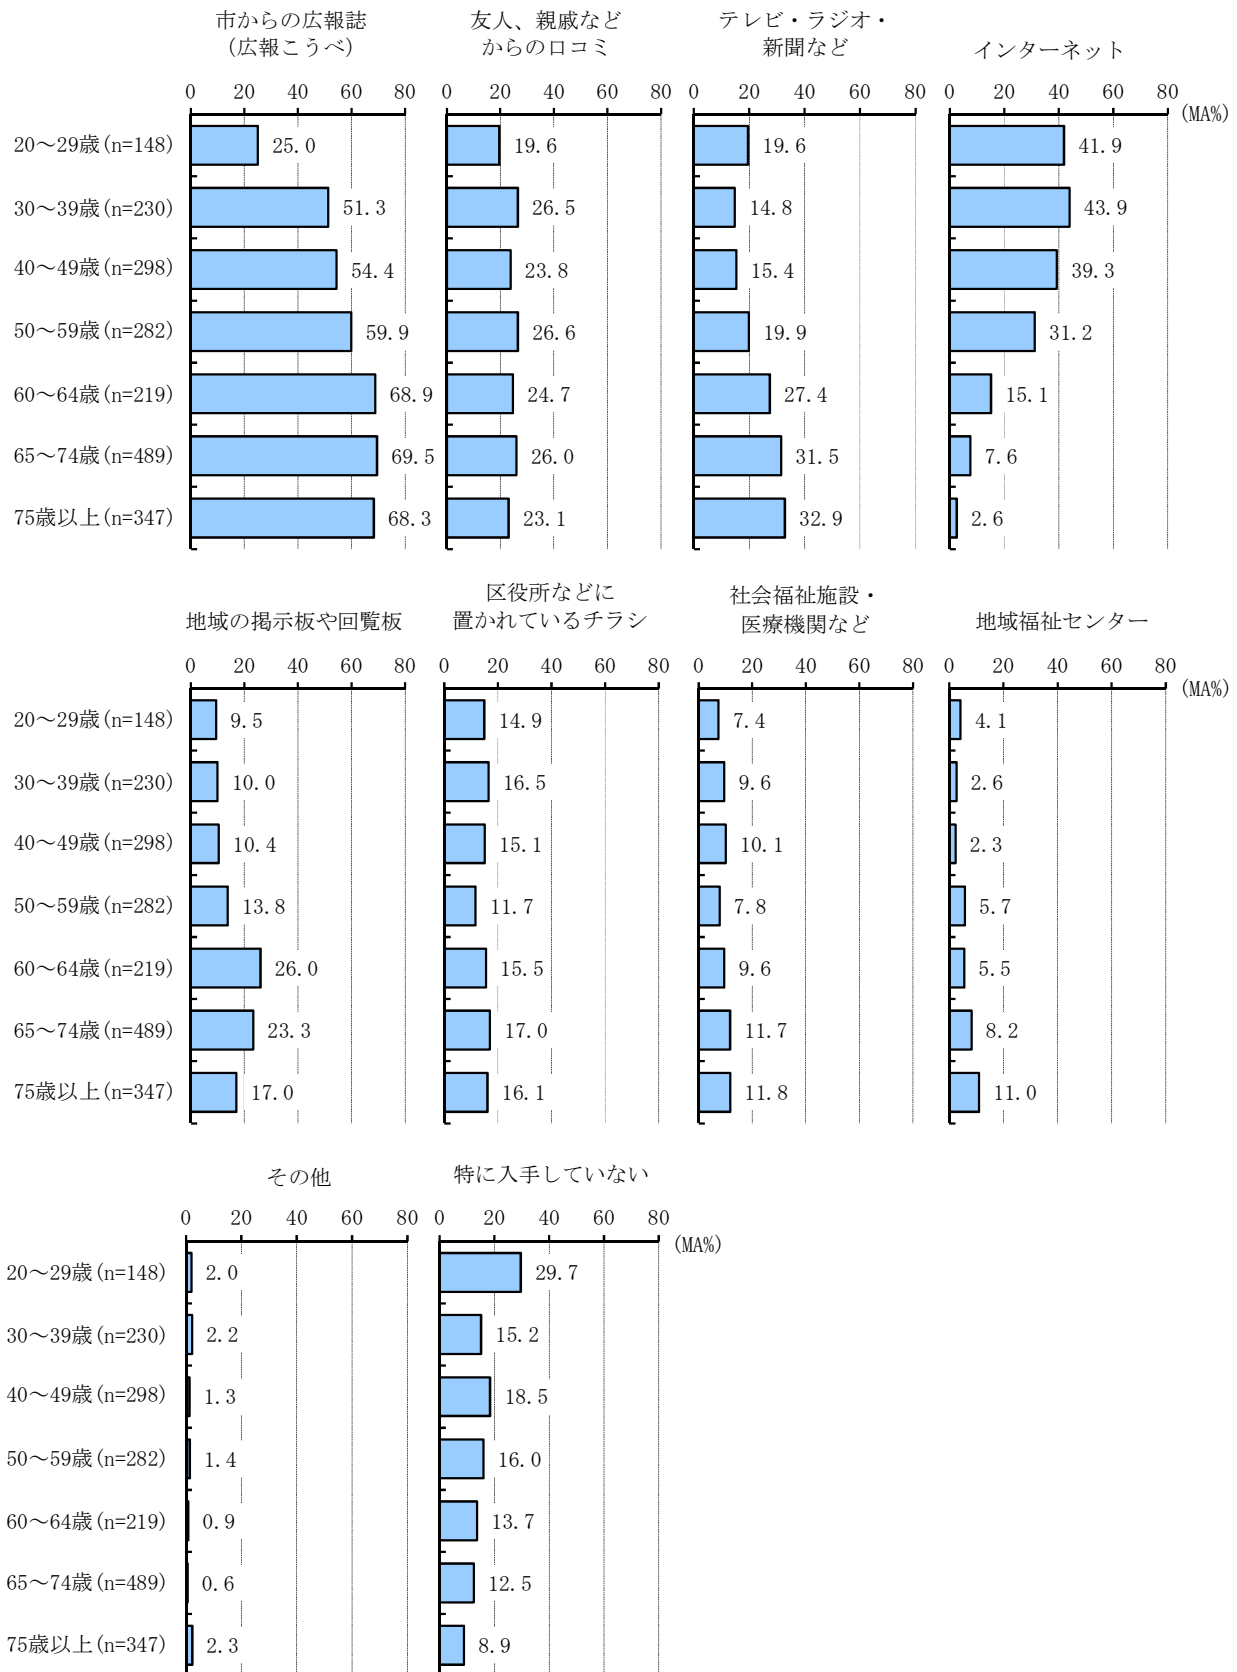 市からの広報誌
(広報こうべ)
友人、親戚など
からの口コミ
テレビ・ラジオ・
新聞など
インターネット
0 20 40 60 80 0 20 40 60 80 0 20 40 60 80 0 20 40 60 80
(MA%)
20～29歳(n=148) 25.0 19.6 19.6 41.9
30～39歳(n=230) 51.3 26.5 14.8 43.9
40～49歳(n=298) 54.4 23.8 15.4 39.3
50～59歳(n=282) 59.9 26.6 19.9 31.2
60～64歳(n=219) 68.9 24.7 27.4 15.1
65～74歳(n=489) 69.5 26.0 31.5 7.6
75歳以上(n=347) 68.3 23.1 32.9 2.6
地域の掲示板や回覧板
区役所などに
置かれているチラシ
社会福祉施設・
医療機関など
地域福祉センター
0 20 40 60 80 0 20 40 60 80 0 20 40 60 80 0 20 40 60 80
(MA%)
20～29歳(n=148) 9.5 14.9 7.4 4.1
30～39歳(n=230) 10.0 16.5 9.6 2.6
40～49歳(n=298) 10.4 15.1 10.1 2.3
50～59歳(n=282) 13.8 11.7 7.8 5.7
60～64歳(n=219) 26.0 15.5 9.6 5.5
65～74歳(n=489) 23.3 17.0 11.7 8.2
75歳以上(n=347) 17.0 16.1 11.8 11.0
その他
特に入手していない
0 20 40 60 80 0 20 40 60 80
(MA%)
20～29歳(n=148) 2.0 29.7
30～39歳(n=230) 2.2 15.2
40～49歳(n=298) 1.3 18.5
50～59歳(n=282) 1.4 16.0
60～64歳(n=219) 0.9 13.7
65～74歳(n=489) 0.6 12.5
75歳以上(n=347) 2.3 8.9